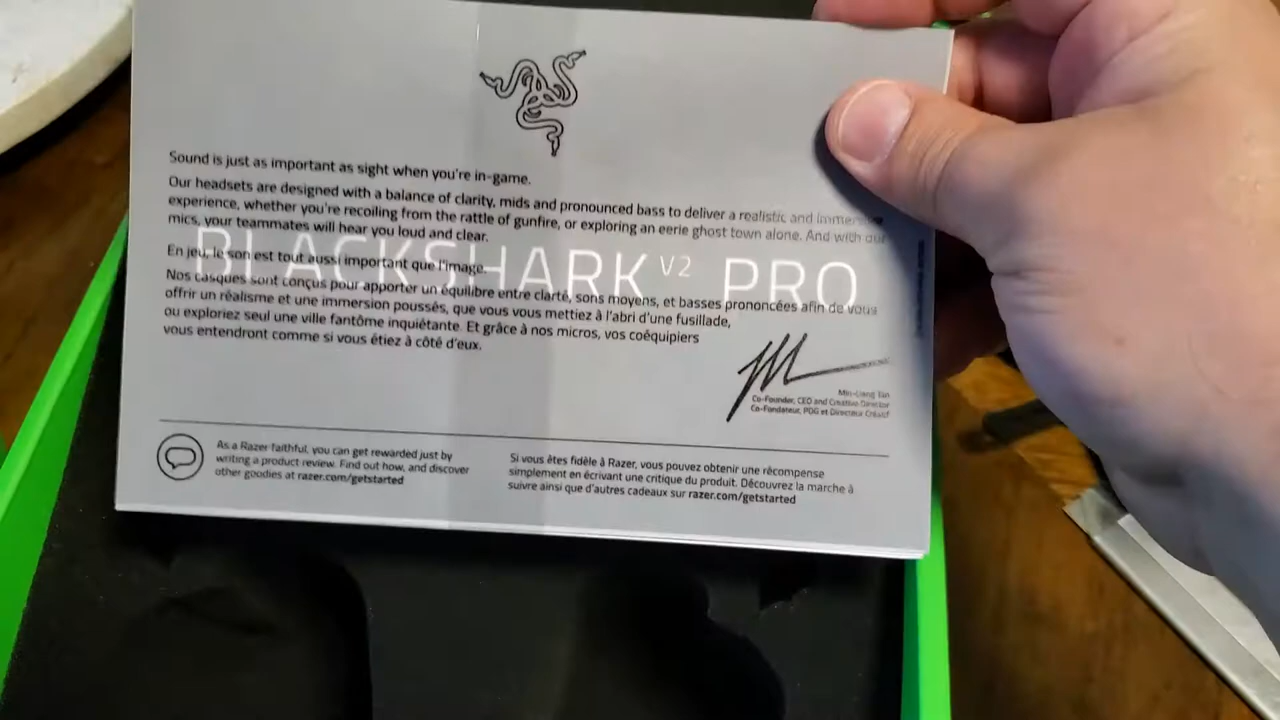 Sound is just as important as sight when you're in-game.
Our headsets are designed with a balance of clarity, mids and pronounced bass to deliver a realistic and immersive
experience, whether you're recoiling from the rattle of gunfire, or exploring an eerie ghost town alone. And with our
mics, your teammates will hear you loud and clear.
BLACKSHARK V2 PRO
En jeu, le son est tout aussi important que l'image.
Nos casques sont conçus pour apporter un équilibre entre clarté, sons moyens, et basses prononcées afin de vous
offrir un réalisme et une immersion poussés, que vous vous mettiez à l'abri d'une fusillade,
ou exploriez seul une ville fantôme inquiétante. Et grâce à nos micros, vos coéquipiers
vous entendront comme si vous étiez à côté d'eux.
Min-Liang Tan
Co-Founder, CEO and Creative Director
Co-Fondateur, PDG et Directeur Créatif
As a Razer faithful, you can get rewarded just by
writing a product review. Find out how, and discover
other goodies at razer.com/getstarted
Si vous êtes fidèle à Razer, vous pouvez obtenir une récompense
simplement en écrivant une critique du produit. Découvrez la marche à
suivre ainsi que d'autres cadeaux sur razer.com/getstarted